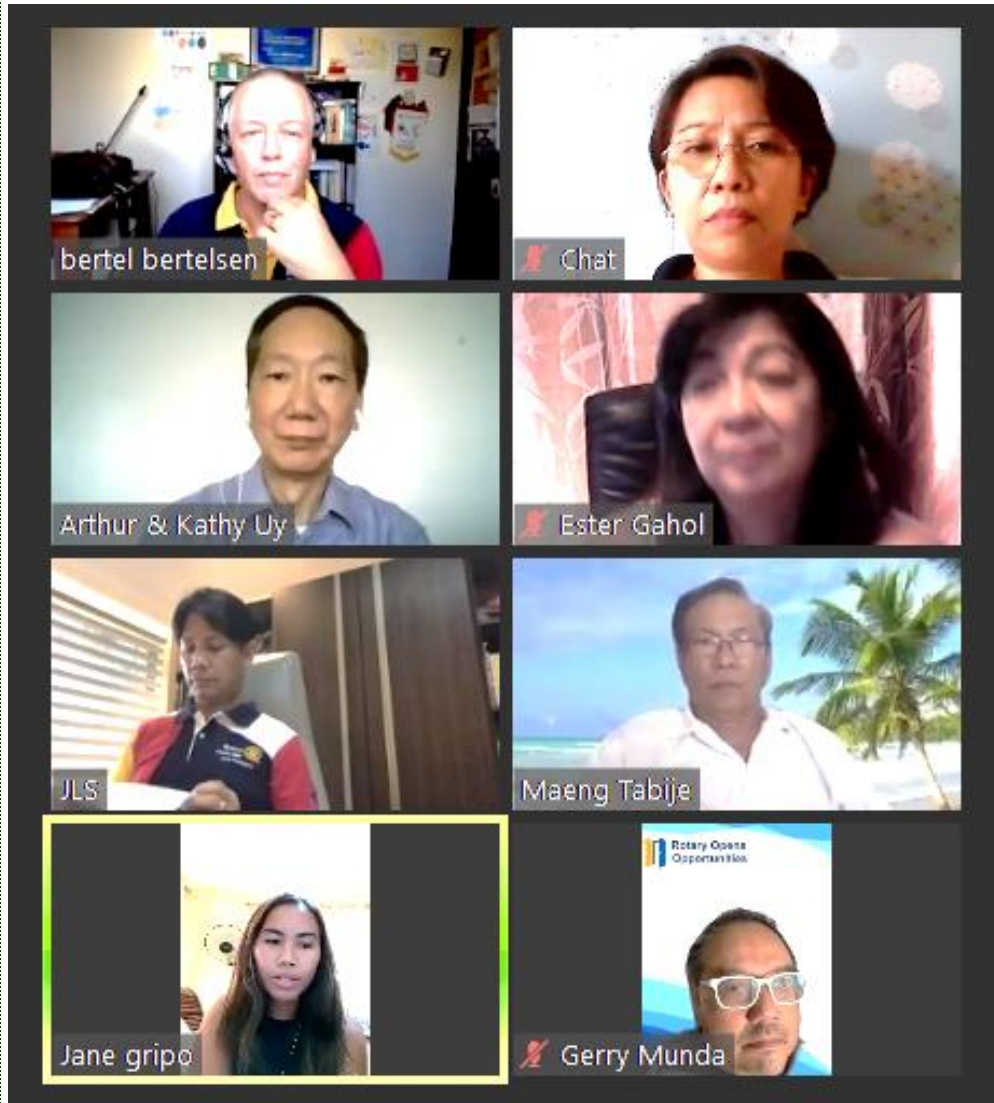 bertel bertelsen
Chat
Arthur & Kathy Uy
Ester Gahol
JLS
Maeng Tabije
Rotary Opens
Opportunities
Jane gripo
Gerry Munda